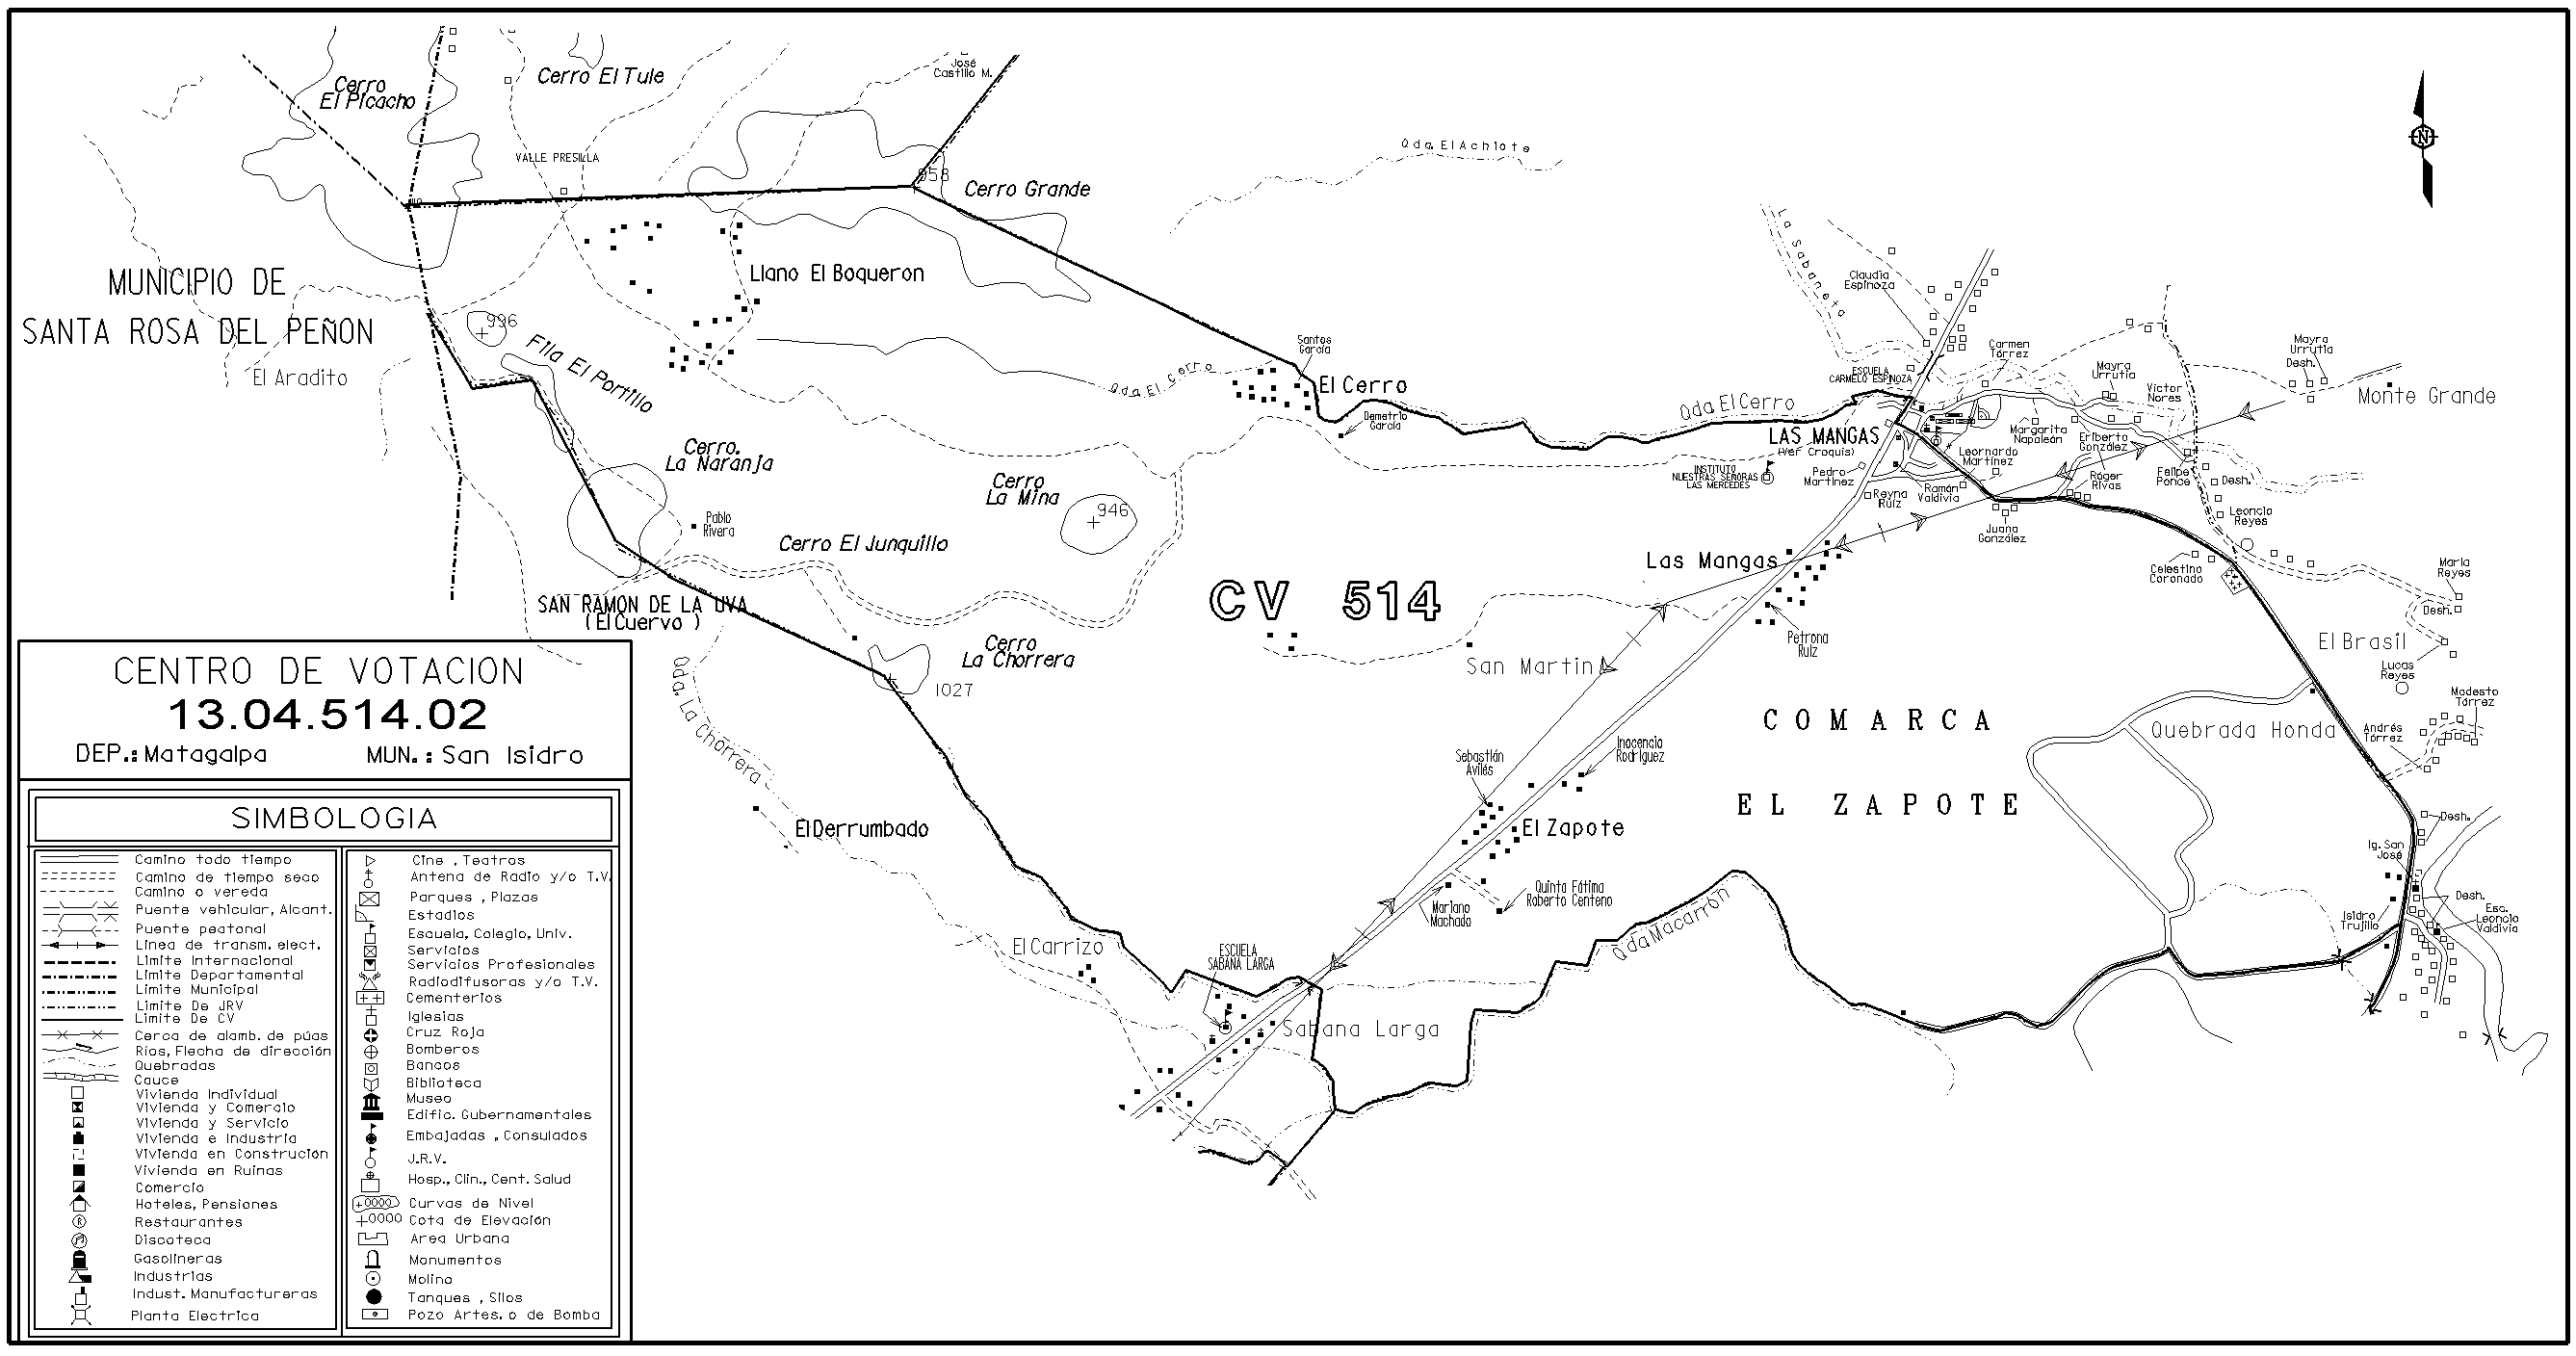 José
Castillo M.
Cerro
El Picacho
Cerro El Tule
VALLE PRESILLA
958
Cerro Grande
Qda. El Achiote
N
MUNICIPIO DE
SANTA ROSA DEL PEÑON
El Aradito
996
Fila El Portillo
Llano El Boqueron
Santos
García
El Cerro
Qda El Cerro
Demetrio
García
Qda El Cerro
La Sabaneta
Claudia
Espinoza
ESCUELA
CARMELO ESPINOZA
Carmen
Tórrez
Mayra
Urrutia
Víctor
Nores
Mayra
Urrutia
Desh.
Monte Grande
LAS MANGAS
(Ver Croquis)
INSTITUTO
NUESTRAS SEÑORAS
LAS MERCEDES
Pedro
Martínez
Leornardo
Martínez
Margarita
Napaleón
Eriberto
González
Reyna
Ruíz
Ramón
Valdivia
Róger
Rivas
Felipe
Ponce
Desh.
Leoncio
Reyes
Juana
González
Celestino
Coronado
María
Reyes
Desh.
El Brasil
Lucas
Reyes
Modesto
Tórrez
Andrés
Tórrez
Cerro.
La Naranja
Pablo
Rivera
Cerro
La Mina
946
Cerro El Junquillo
SAN RAMON DE LA UVA
( El Cuervo )
Cerro
La Chorrera
1027
Qda. La Chorrera
CV 514
Las Mangas
Petrona
Ruíz
San Martin
COMARCA
EL ZAPOTE
Quebrada Honda
Sebastián
Avilés
Inocencio
Rodríguez
El Zapote
Quinta Fátima
Roberto Centeno
Mariano
Machado
El Derrumbado
El Carrizo
ESCUELA
SABANA LARGA
Sabana Larga
Qda Macarrón
Desh.
Ig. San
José
Desh.
Esc.
Leoncio
Valdivia
Isidro
Trujillo
CENTRO DE VOTACION
13.04.514.02
DEP.: Matagalpa MUN. : San Isidro
SIMBOLOGIA
Camino todo tiempo
Camino de tiempo seco
Camino o vereda
Puente vehicular, Alcant.
Puente peatonal
Linea de transm. elect.
Limite Internacional
Limite Departamental
Limite Municipal
Limite De JRV
Limite De CV
Cerca de alamb. de púas
Ríos, Flecha de dirección
Quebradas
Cauce
Vivienda Individual
Vivienda y Comercio
Vivienda y Servicio
Vivienda e Industria
Vivienda en Construción
Vivienda en Ruinas
Comercio
Hoteles, Pensiones
R Restaurantes
Discoteca
Gasolineras
Industrias
Indust. Manufactureras
Planta Electrica
Cine , Teatros
Antena de Radio y/o T.V.
Parques , Plazas
Estadios
Escuela, Colegio, Univ.
Servicios
Servicios Profesionales
Radiodifusoras y/o T.V.
Cementerios
Iglesias
Cruz Roja
Bomberos
Bancos
Biblioteca
Museo
Edific. Gubernamentales
Embajadas , Consulados
J.R.V.
Hosp., Clin., Cent. Salud
+0000 Curvas de Nivel
+0000 Cota de Elevación
Area Urbana
Monumentos
Molino
Tanques , Silos
Pozo Artes. o de Bomba